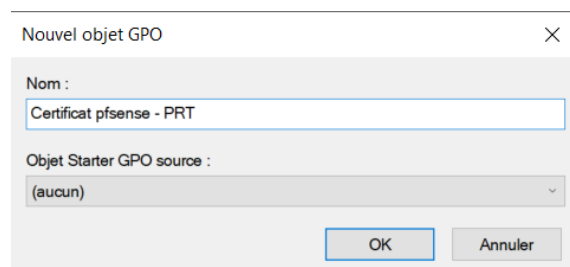 Nouvel objet GPO
Nom :
Certificat pfsense - PRT
Objet Starter GPO source :
(aucun)
OK
Annuler